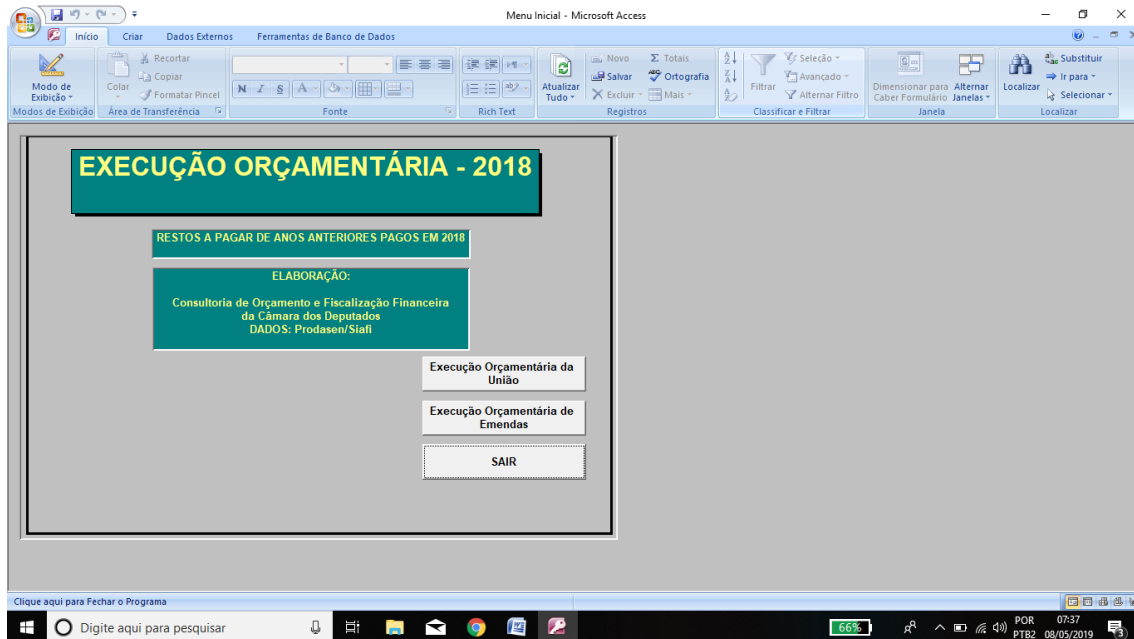 Menu Inicial - Microsoft Access
Início Criar Dados Externos Ferramentas de Banco de Dados
Modo de Exibição
Modos de Exibição
Colar
Recortar
Copiar
Formatar Pincel
Área de Transferência
N I S A
Fonte
Rich Text
Atualizar Tudo
Novo
Salvar
Excluir
Totais
Ortografia
Mais
Registros
Filtrar
Seleção
Avançado
Alternar Filtro
Classificar e Filtrar
Dimensionar para Caber Formulário
Alternar Janelas
Janela
Localizar
Substituir
Ir para
Selecionar
Localizar
EXECUÇÃO ORÇAMENTÁRIA - 2018
RESTOS A PAGAR DE ANOS ANTERIORES PAGOS EM 2018
ELABORAÇÃO:
Consultoria de Orçamento e Fiscalização Financeira
da Câmara dos Deputados
DADOS: Prodasen/Siafi
Execução Orçamentária da
União
Execução Orçamentária de
Emendas
SAIR
Clique aqui para Fechar o Programa
Digite aqui para pesquisar
66%
POR
PTB2
07:37
08/05/2019
3